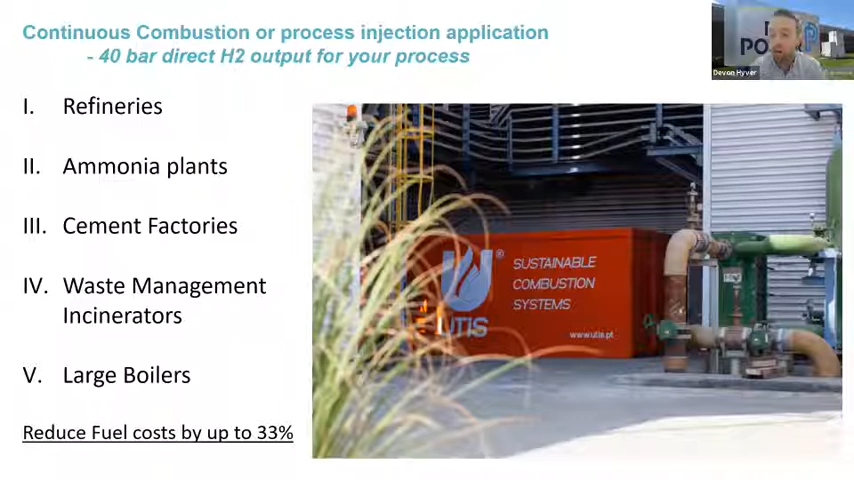 Continuous Combustion or process injection application
- 40 bar direct H2 output for your process
I. Refineries
II. Ammonia plants
III. Cement Factories
IV. Waste Management
Incinerators
V. Large Boilers
Reduce Fuel costs by up to 33%
UTIS®
SUSTAINABLE
COMBUSTION
SYSTEMS
www.utis.pt
Devon Hyver